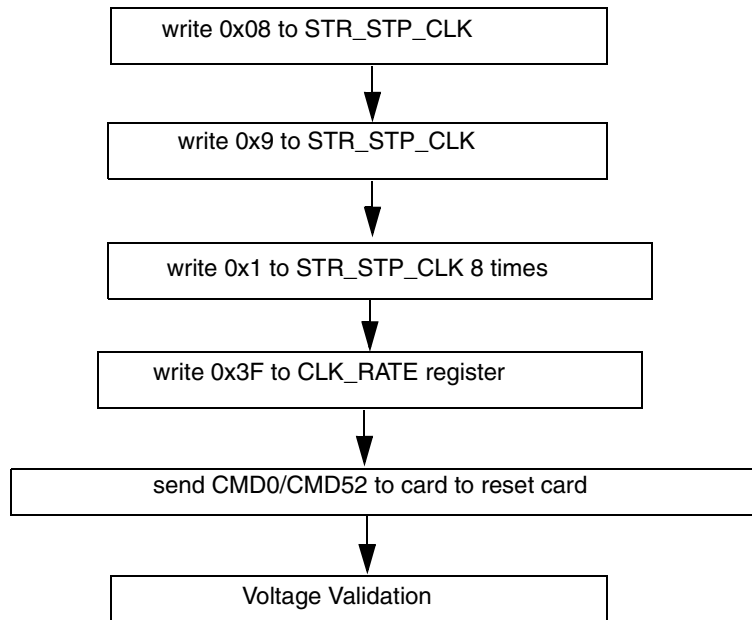 write 0x08 to STR_STP_CLK
write 0x9 to STR_STP_CLK
write 0x1 to STR_STP_CLK 8 times
write 0x3F to CLK_RATE register
send CMD0/CMD52 to card to reset card
Voltage Validation